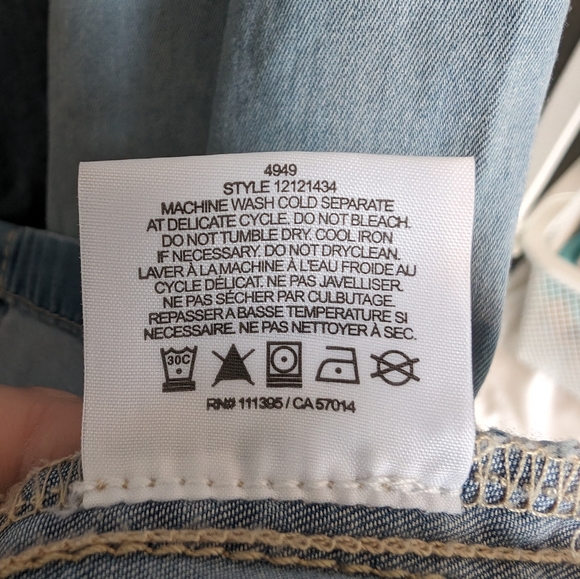 4949
STYLE 12121434
MACHINE WASH COLD SEPARATE
AT DELICATE CYCLE. DO NOT BLEACH.
DO NOT TUMBLE DRY. COOL IRON
IF NECESSARY. DO NOT DRYCLEAN.
LAVER À LA MACHINE À L'EAU FROIDE AU
CYCLE DÉLICAT. NE PAS JAVELLISER.
NE PAS SÉCHER PAR CULBUTAGE.
REPASSER A BASSE TEMPERATURE SI
NÉCESSAIRE. NE PAS NETTOYER À SEC.
30C
RN# 111395 / CA 57014